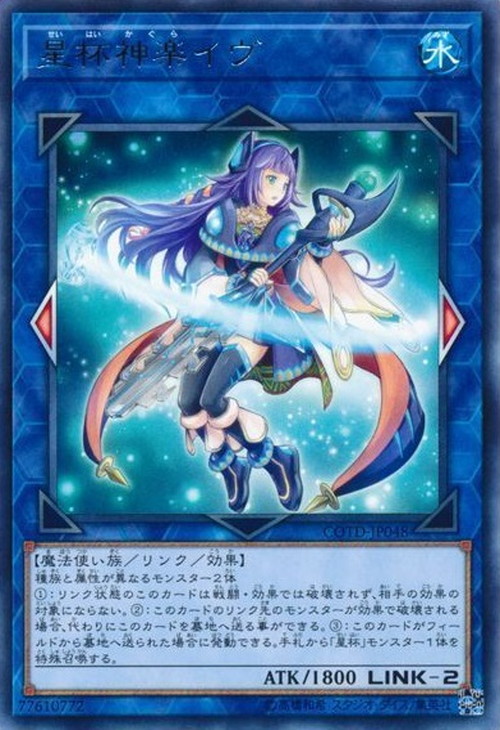 せい はい か ぐ ら
星杯神楽イヴ
水
COTD-JP048
【魔法使い族／リンク／効果】
種族と属性が異なるモンスター２体
①：リンク状態のこのカードは戦闘・効果では破壊されず、相手の効果の
対象にならない。②：このカードのリンク先のモンスターが効果で破壊される
場合、代わりにこのカードを墓地へ送る事ができる。③：このカードがフィー
ルドから墓地へ送られた場合に発動できる。手札から「星杯」モンスター１体を
特殊召喚する。
ATK/1800 LINK-2
77610772
©高橋和希 スタジオ・ダイス/集英社